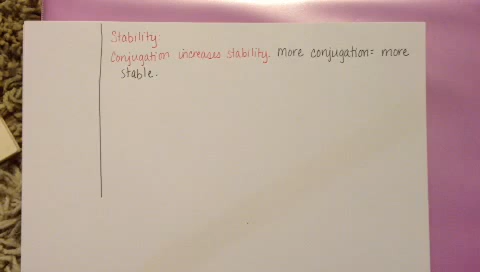 Stability:
Conjugation increases stability. more conjugation = more
stable.